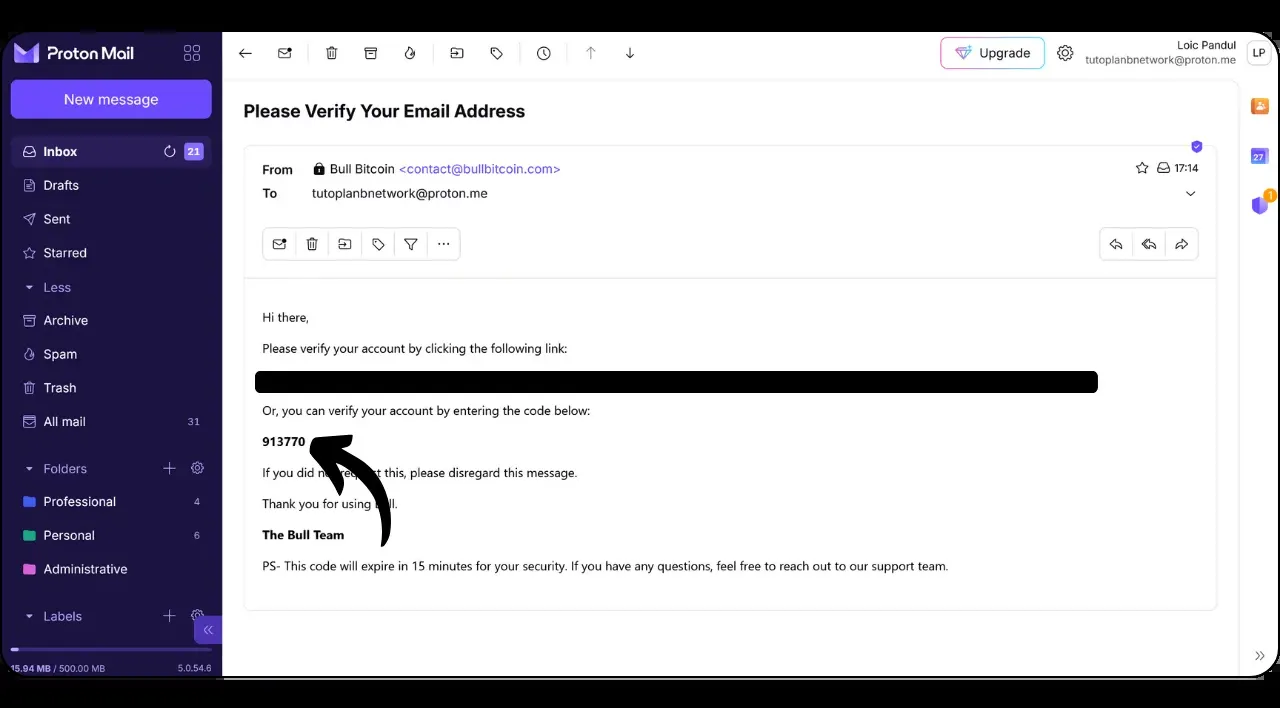 Proton Mail
New message
Inbox 21
Drafts
Sent
Starred
Less
Archive
Spam
Trash
All mail 31
Folders
Professional 4
Personal 6
Administrative
Labels
15.94 MB / 500.00 MB 5.0.54.6
Upgrade
Loic Pandul
tutoplanbnetwork@proton.me
LP
Please Verify Your Email Address
From Bull Bitcoin <contact@bullbitcoin.com>
17:14
To tutoplanbnetwork@proton.me
Hi there,
Please verify your account by clicking the following link:
Or, you can verify your account by entering the code below:
913770
If you did this, please disregard this message.
Thank you for using
The Bull Team
PS- This code will expire in 15 minutes for your security. If you have any questions, feel free to reach out to our support team.
27
1